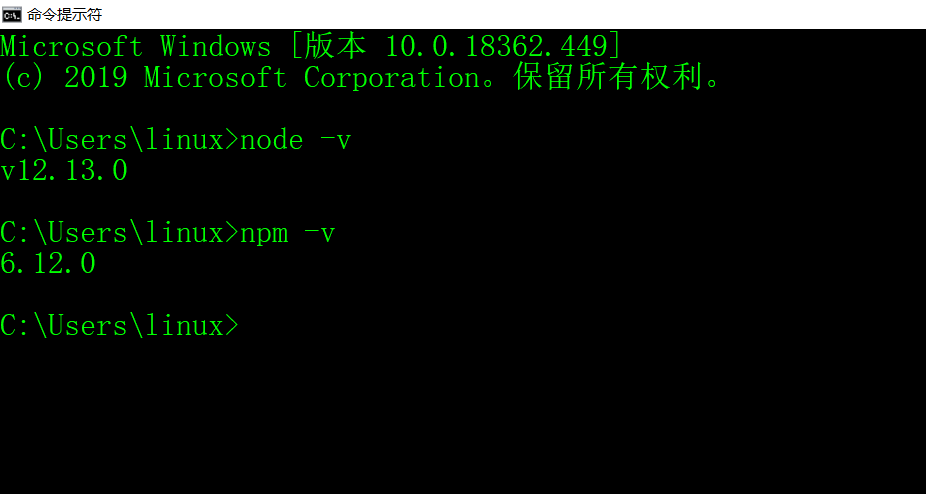 命令提示符
Microsoft Windows [版本 10.0.18362.449]
(c) 2019 Microsoft Corporation。保留所有权利。
C:\Users\linux>node -v
v12.13.0
C:\Users\linux>npm -v
6.12.0
C:\Users\linux>